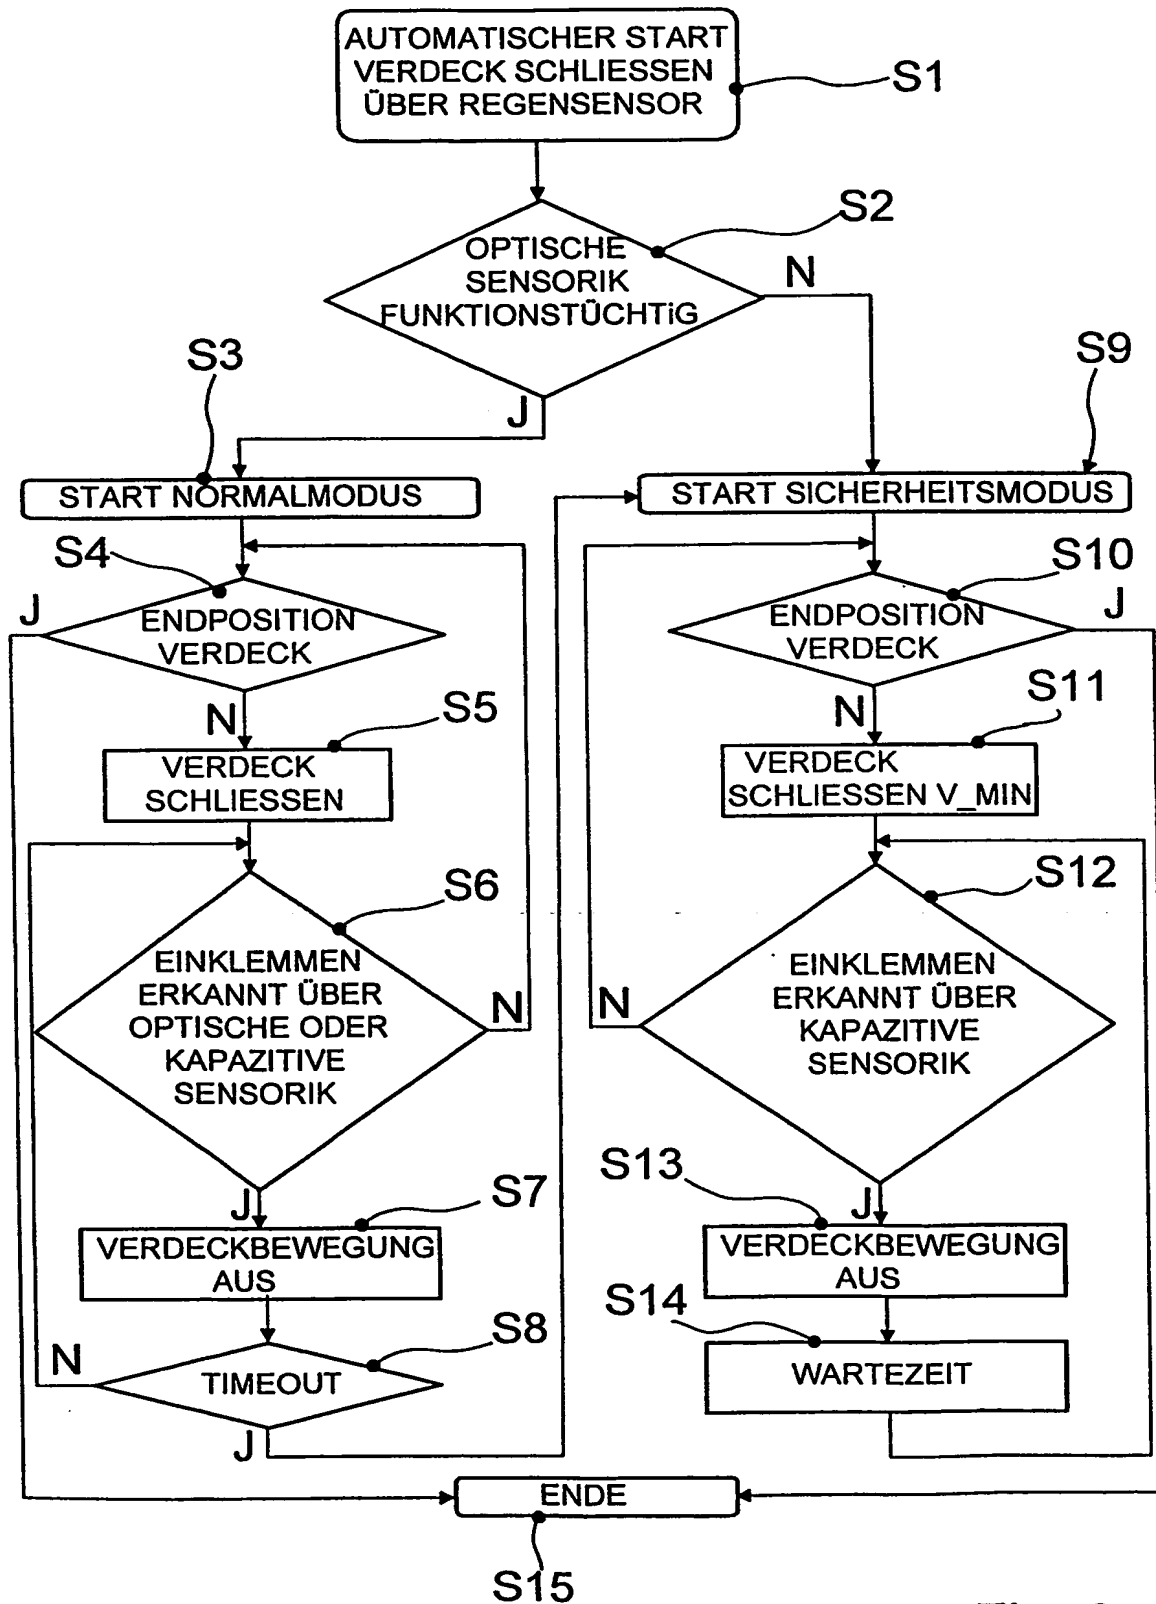 AUTOMATISCHER START
VERDECK SCHLIESSEN
ÜBER REGENSENSOR
S1
S2
OPTISCHE
SENSORIK
FUNKTIONSTÜCHTiG
N
J
S3
S9
START NORMALMODUS
START SICHERHEITSMODUS
S4
J
ENDPOSITION
VERDECK
N
S10
J
ENDPOSITION
VERDECK
N
S5
VERDECK
SCHLIESSEN
S11
VERDECK
SCHLIESSEN V_MIN
S6
EINKLEMMEN
ERKANNT ÜBER
OPTISCHE ODER
KAPAZITIVE
SENSORIK
N
J
S12
EINKLEMMEN
ERKANNT ÜBER
KAPAZITIVE
SENSORIK
N
J
S7
VERDECKBEWEGUNG
AUS
S13
VERDECKBEWEGUNG
AUS
S8
N
TIMEOUT
J
S14
WARTEZEIT
ENDE
S15